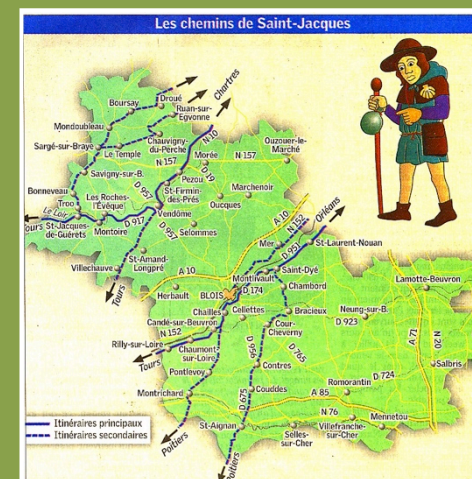 Les chemins de Saint-Jacques
Chartres
Droué
Boursay
Ruan-sur-
Egvonne
Mondoubleau
N 10
Chauvigny-
du-Perche
Ouzouer-le-
Marché
Sargé-sur-Braye
Le Temple
N 157
Morée
N 157
D 19
Savigny-sur-B.
Pezou
Marchenoir
D 957
St-Firmin-
des-Prés
Bonneveau
Les Roches-
l'Évêque
Oucques
Troo
Le Loir
Vendôme
Tours
St-Jacques-
de-Guérets
Montoire
D 917
D 957
Selommes
A 10
N 152
Orléans
Mer
D 951
St-Laurent-Nouan
St-Amand-
Longpré
Villechauve
A 10
Montlivault
Saint-Dyé
Tours
Herbault
BLOIS
D 174
Chambord
Lamotte-Beuvron
Chailles
Cellettes
Bracieux
Neung-sur-B.
Candé-sur-Beuvron
D 923
N 152
Cour-
Cheverny
A 71
N 20
Rilly-sur-Loire
D 956
D 765
Tours
Chaumont-
sur-Loire
Contres
Salbris
Pontlevoy
D 724
Romorantin
Montrichard
D 675
Couddes
A 85
N 76
Mennetou
Itinéraires principaux
St-Aignan
Selles-
sur-Cher
Villefranche-
sur-Cher
Itinéraires secondaires
Poitiers
Poitiers